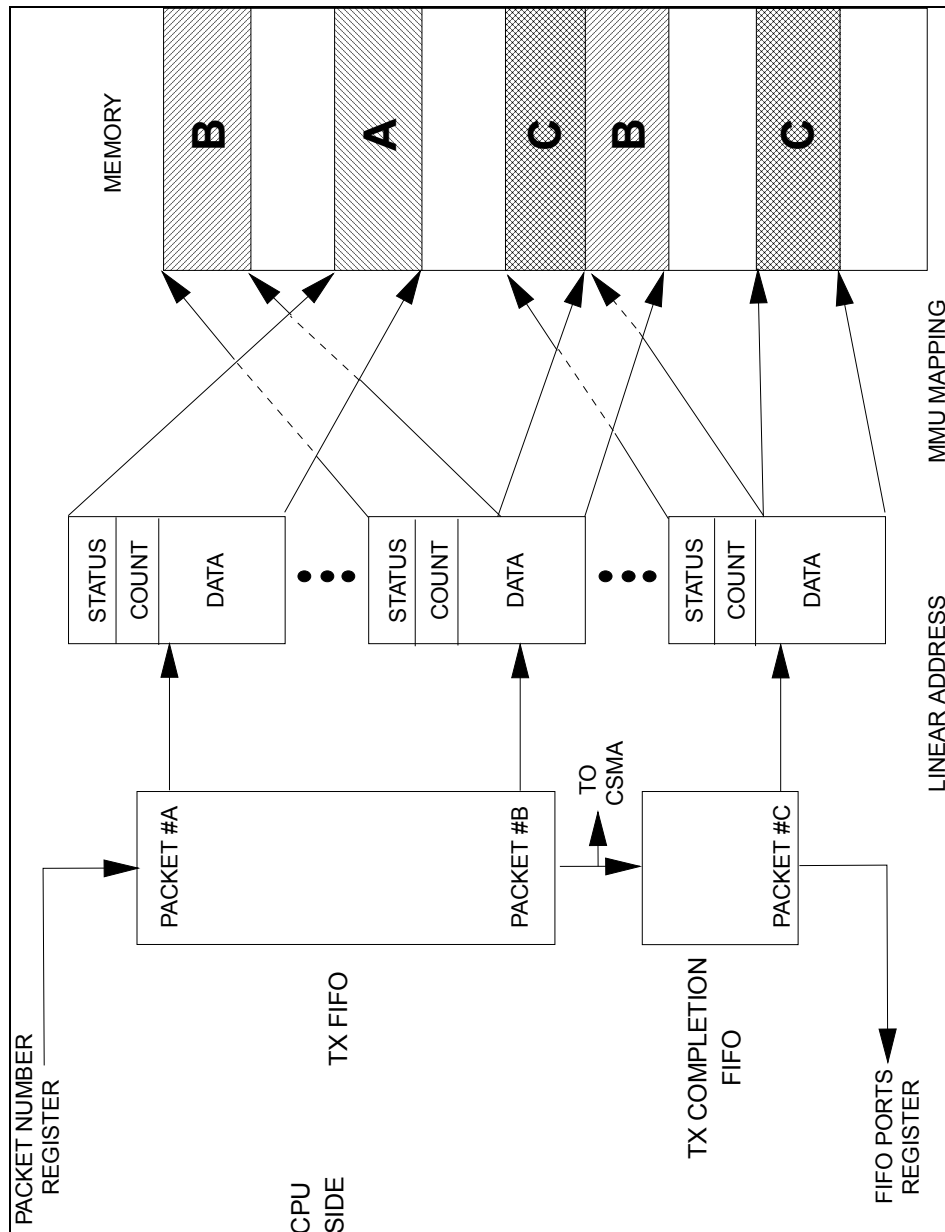 PACKET NUMBER
REGISTER
CPU
SIDE
TX FIFO
PACKET #A
PACKET #B
TO
CSMA
TX COMPLETION
FIFO
PACKET #C
FIFO PORTS
REGISTER
STATUS
COUNT
DATA
STATUS
COUNT
DATA
STATUS
COUNT
DATA
LINEAR ADDRESS
MMU MAPPING
MEMORY
B
A
C
B
C